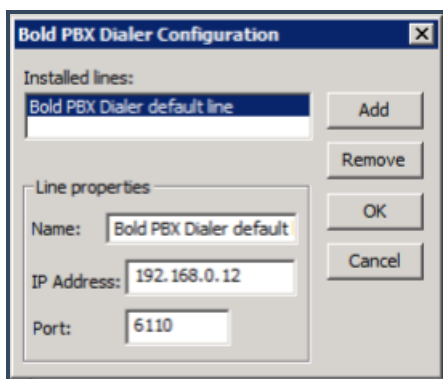 Bold PBX Dialer Configuration
Installed lines:
Bold PBX Dialer default line
Add
Remove
OK
Cancel
Line properties
Name: Bold PBX Dialer default
IP Address: 192.168.0.12
Port: 6110